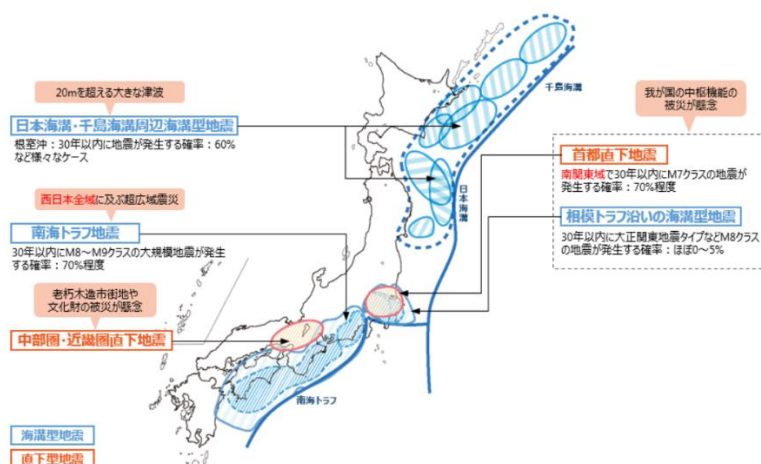 20mを超える大きな津波
日本海溝・千島海溝周辺海溝型地震
根室沖：30年以内に地震が発生する確率：60%
など様々なケース
西日本全域に及ぶ超広域震災
南海トラフ地震
30年以内にM8～M9クラスの大規模地震が発生
する確率：70%程度
老朽木造市街地や
文化財の被災が懸念
中部圏・近畿圏直下地震
海溝型地震
直下型地震
千島海溝
日本海溝
南海トラフ
我が国の中枢機能の
被災が懸念
首都直下地震
南関東域で30年以内にM7クラスの地震が
発生する確率：70%程度
相模トラフ沿いの海溝型地震
30年以内に大正関東地震タイプなどM8クラス
の地震が発生する確率：ほぼ0～5%